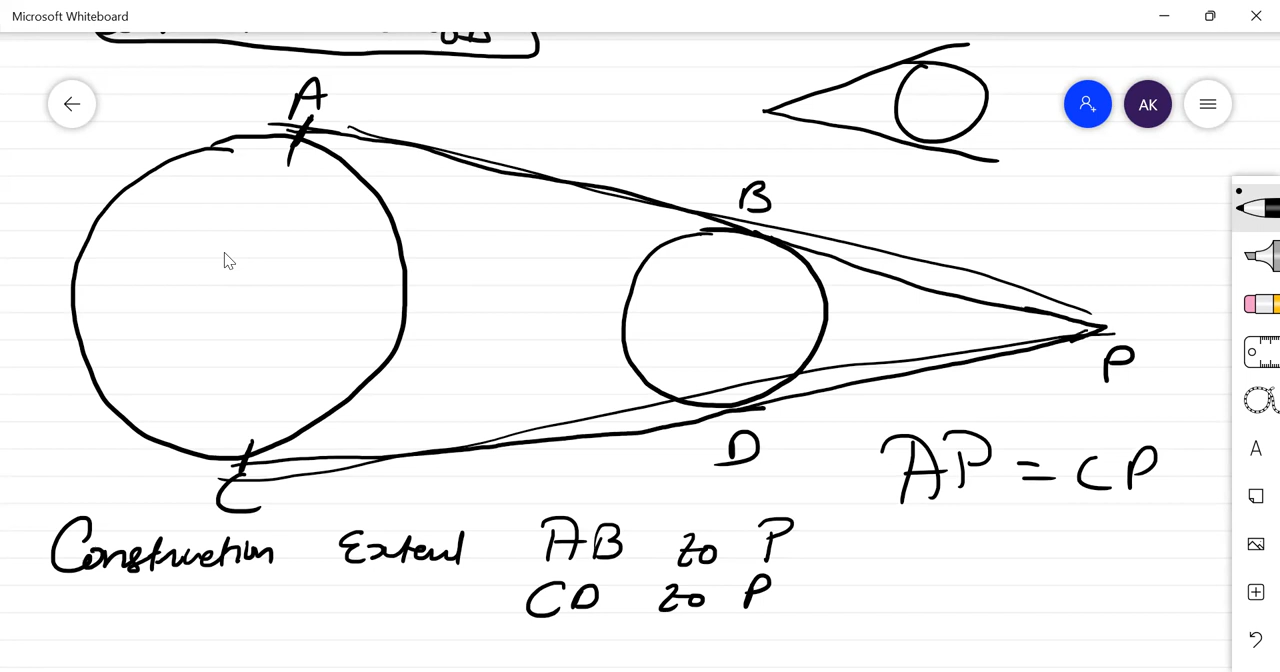 Microsoft Whiteboard
A
AK
B
P
D
AP = CP
C
Construction Extend AB to P
CD to P
A